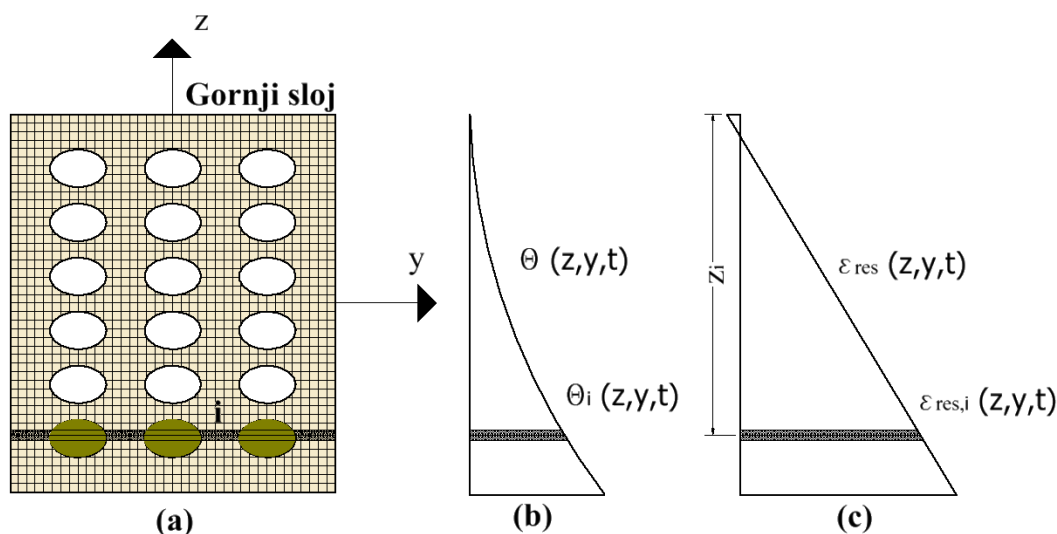 z
Gornji sloj
y
i
(a)
Θ (z,y,t)
Θi (z,y,t)
(b)
zi
εres (z,y,t)
εres,i (z,y,t)
(c)